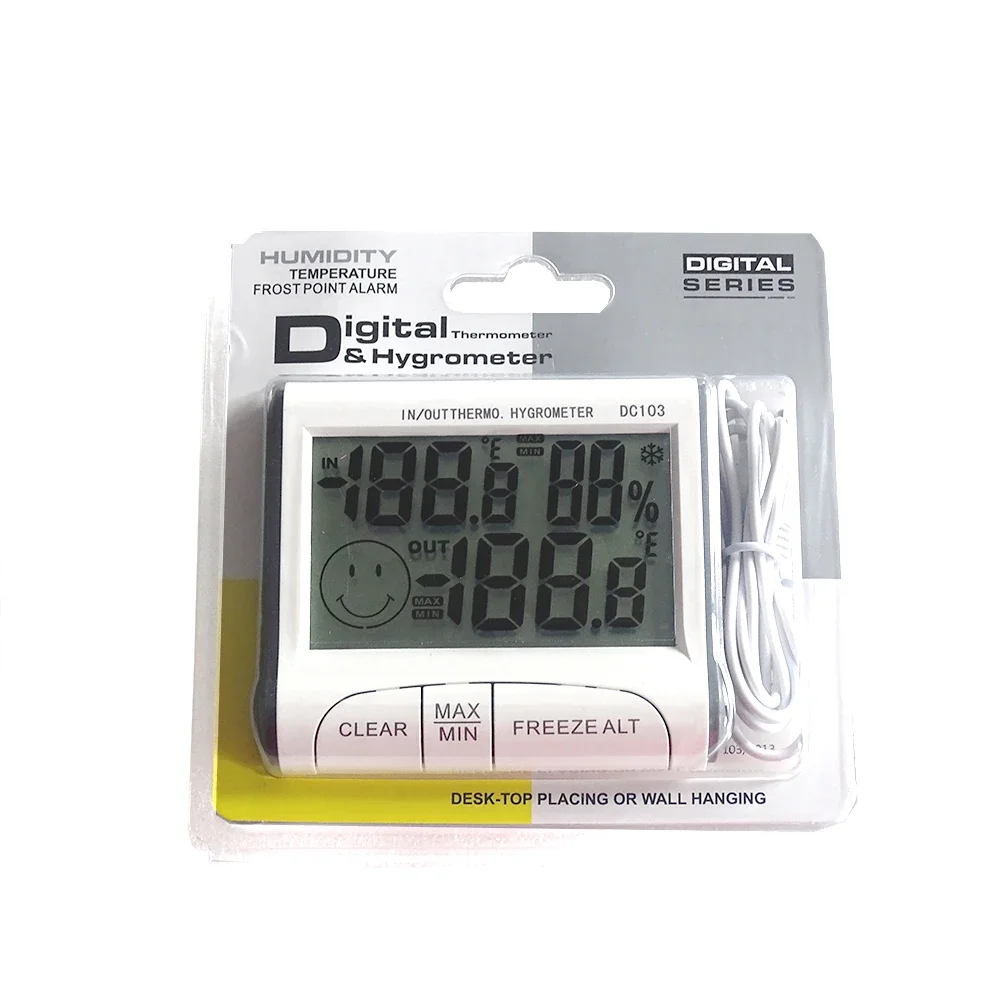 HUMIDITY
TEMPERATURE
FROST POINT ALARM
DIGITAL
SERIES
Digital Thermometer
& Hygrometer
IN/OUTTHERMO. HYGROMETER DC103
IN -188.8 °F MAX MIN 88 %
OUT -188.8 °F
MAX
MIN
CLEAR
MAX
MIN
FREEZE ALT
DESK-TOP PLACING OR WALL HANGING